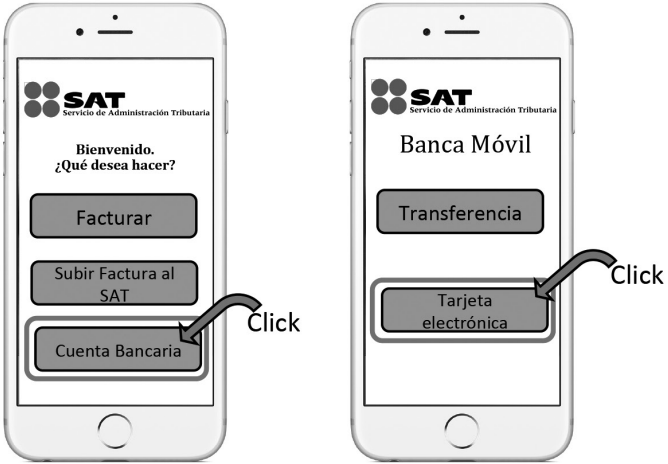 SAT
Servicio de Administración Tributaria
Bienvenido.
¿Qué desea hacer?
Facturar
Subir Factura al
SAT
Cuenta Bancaria
Click
SAT
Servicio de Administración Tributaria
Banca Móvil
Transferencia
Tarjeta
electrónica
Click